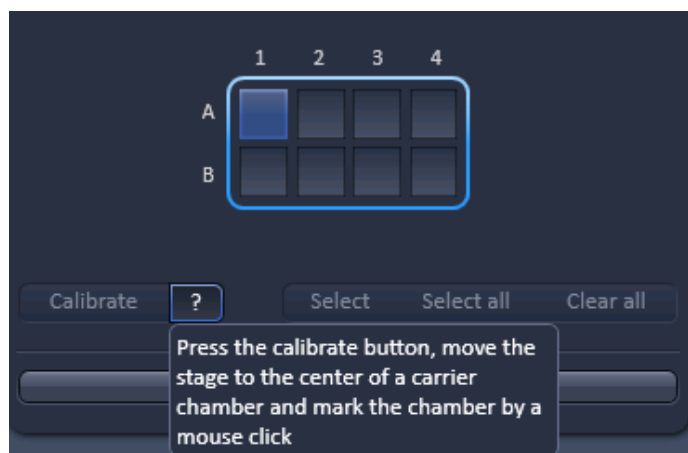 1 2 3 4
A
B
Calibrate ? Select Select all Clear all
Press the calibrate button, move the
stage to the center of a carrier
chamber and mark the chamber by a
mouse click